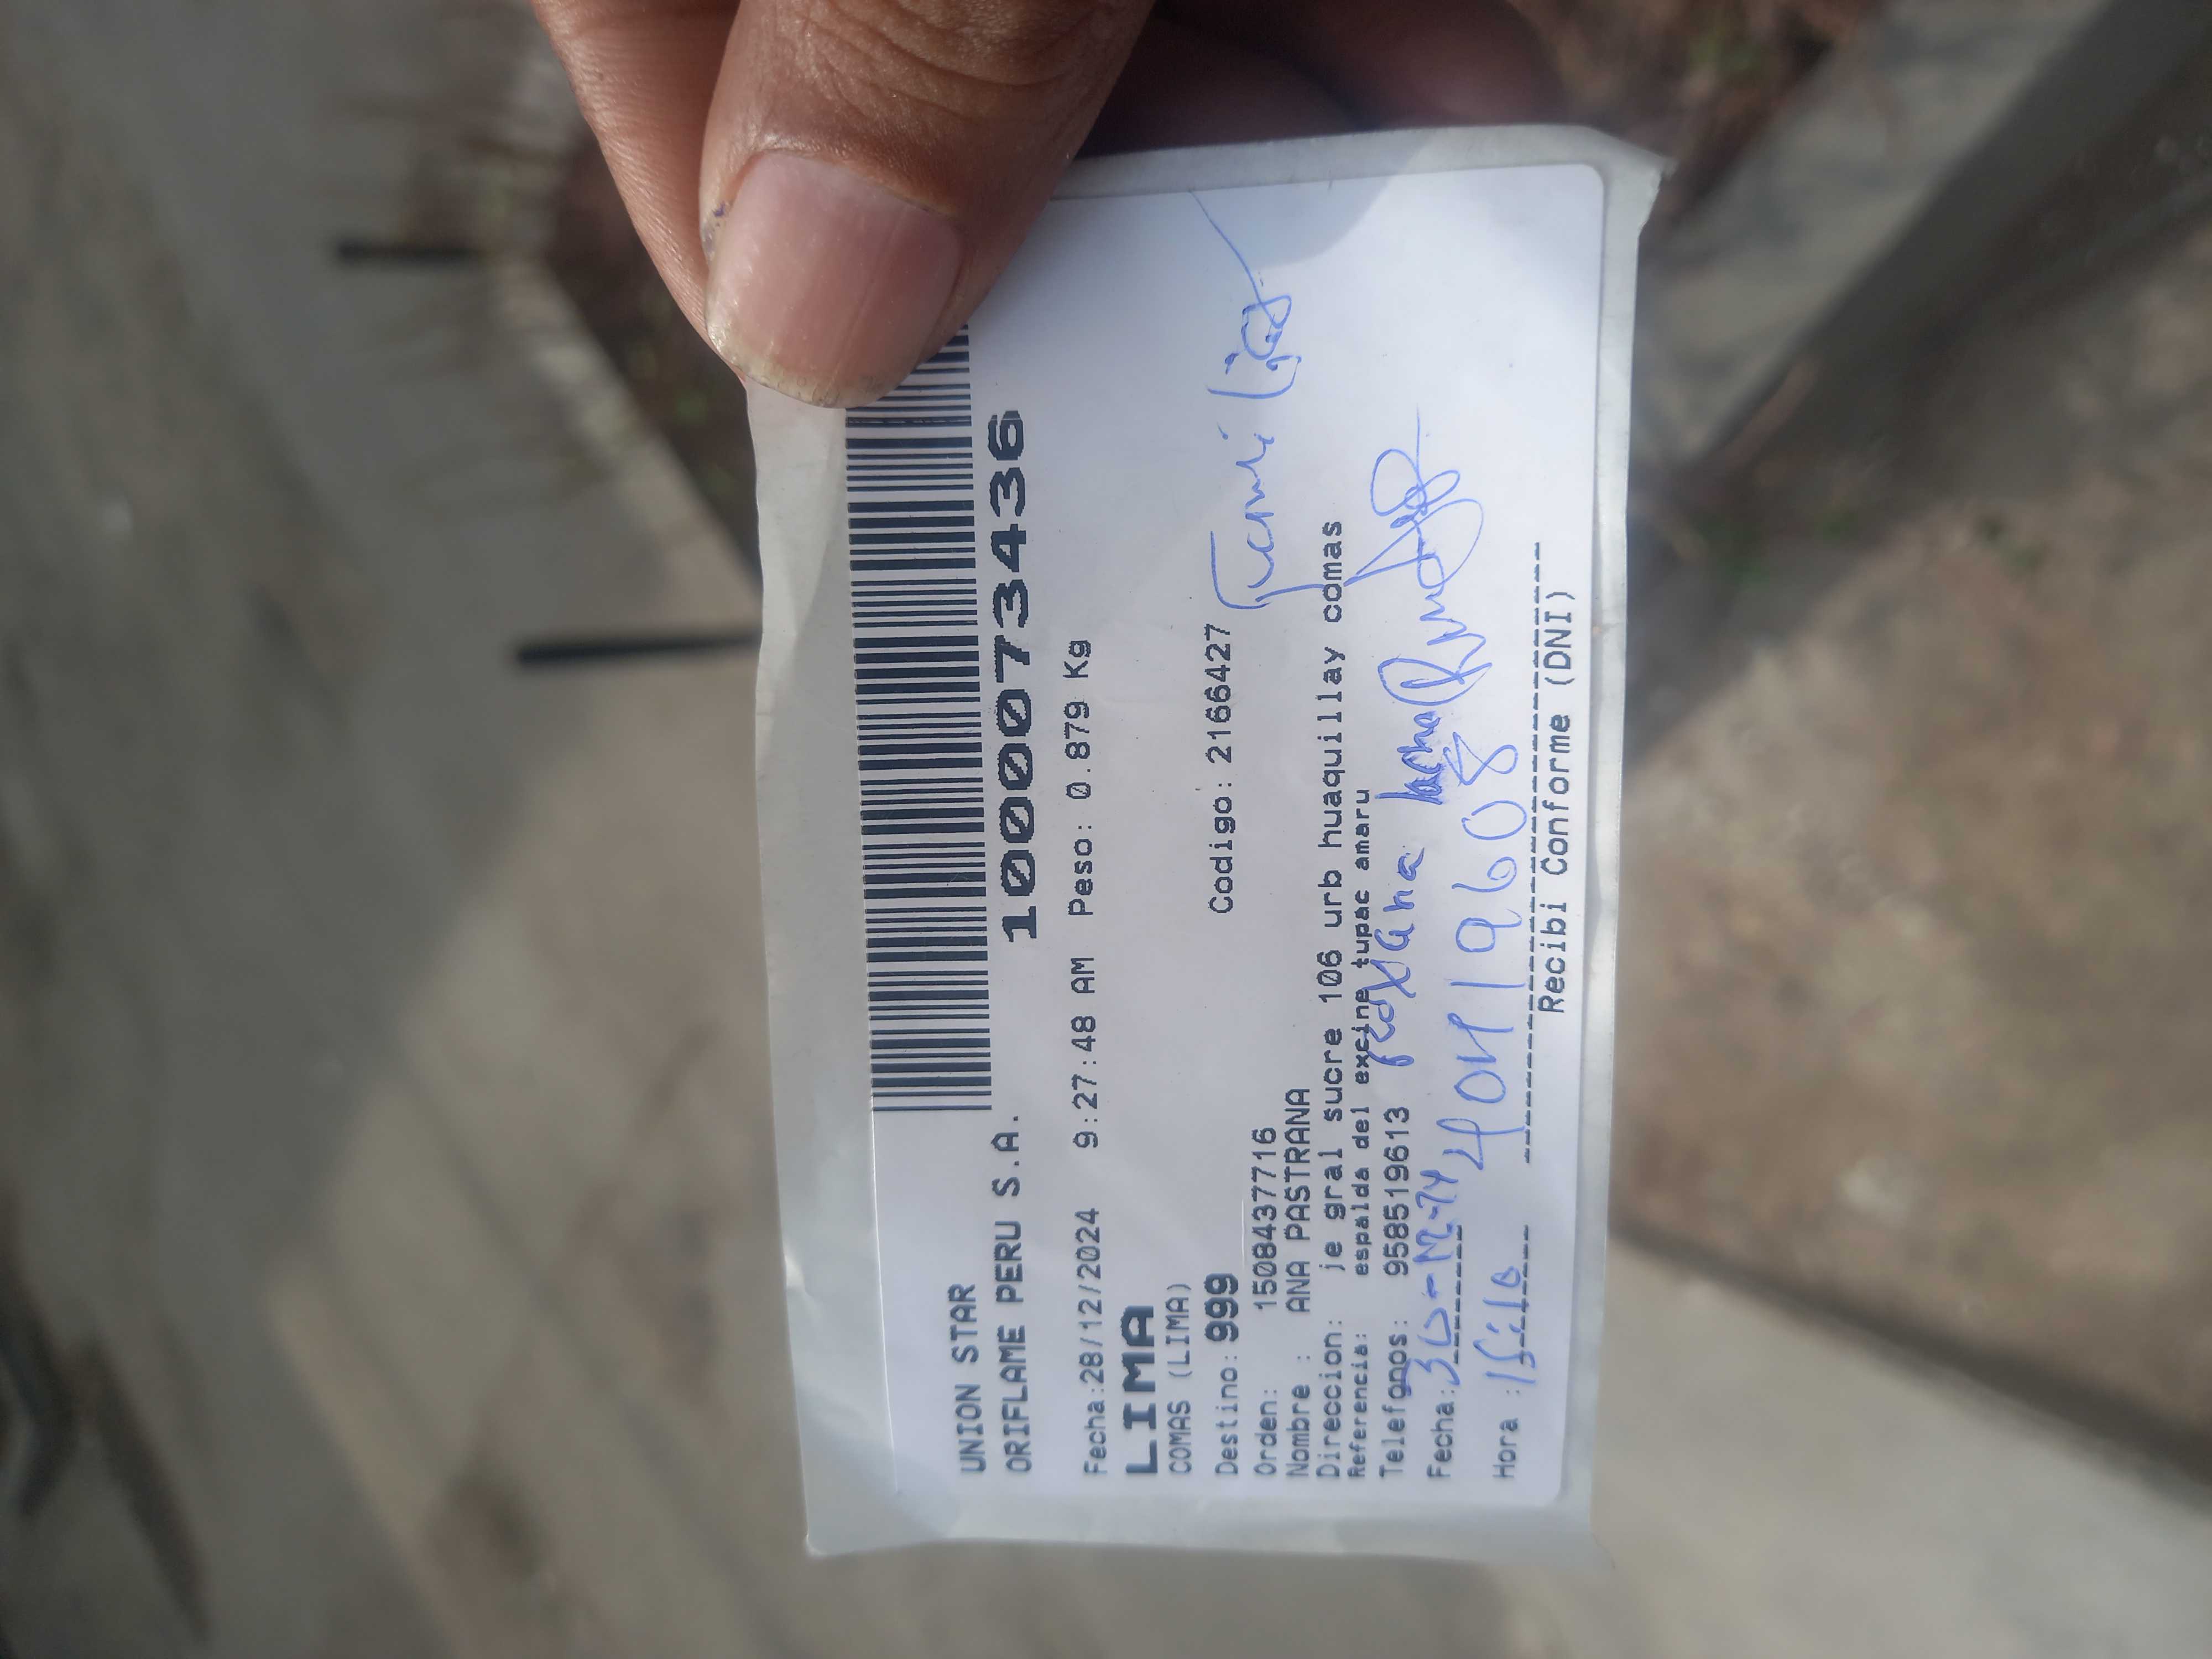 UNION STAR
ORIFLAME PERU S.A.
1000073436
Fecha:28/12/2024 9:27:48 AM Peso: 0.879 Kg
LIMA
COMAS (LIMA)
Destino:999 Codigo: 2166427
Orden: 1508437716
Nombre : ANA PASTRANA
Direccion: je gral sucre 106 urb huaquillay comas
Referencia: espalda del excine tupac amaru
Telefonos: 958519613
Fecha:
Hora :
Recibi Conforme (DNI)